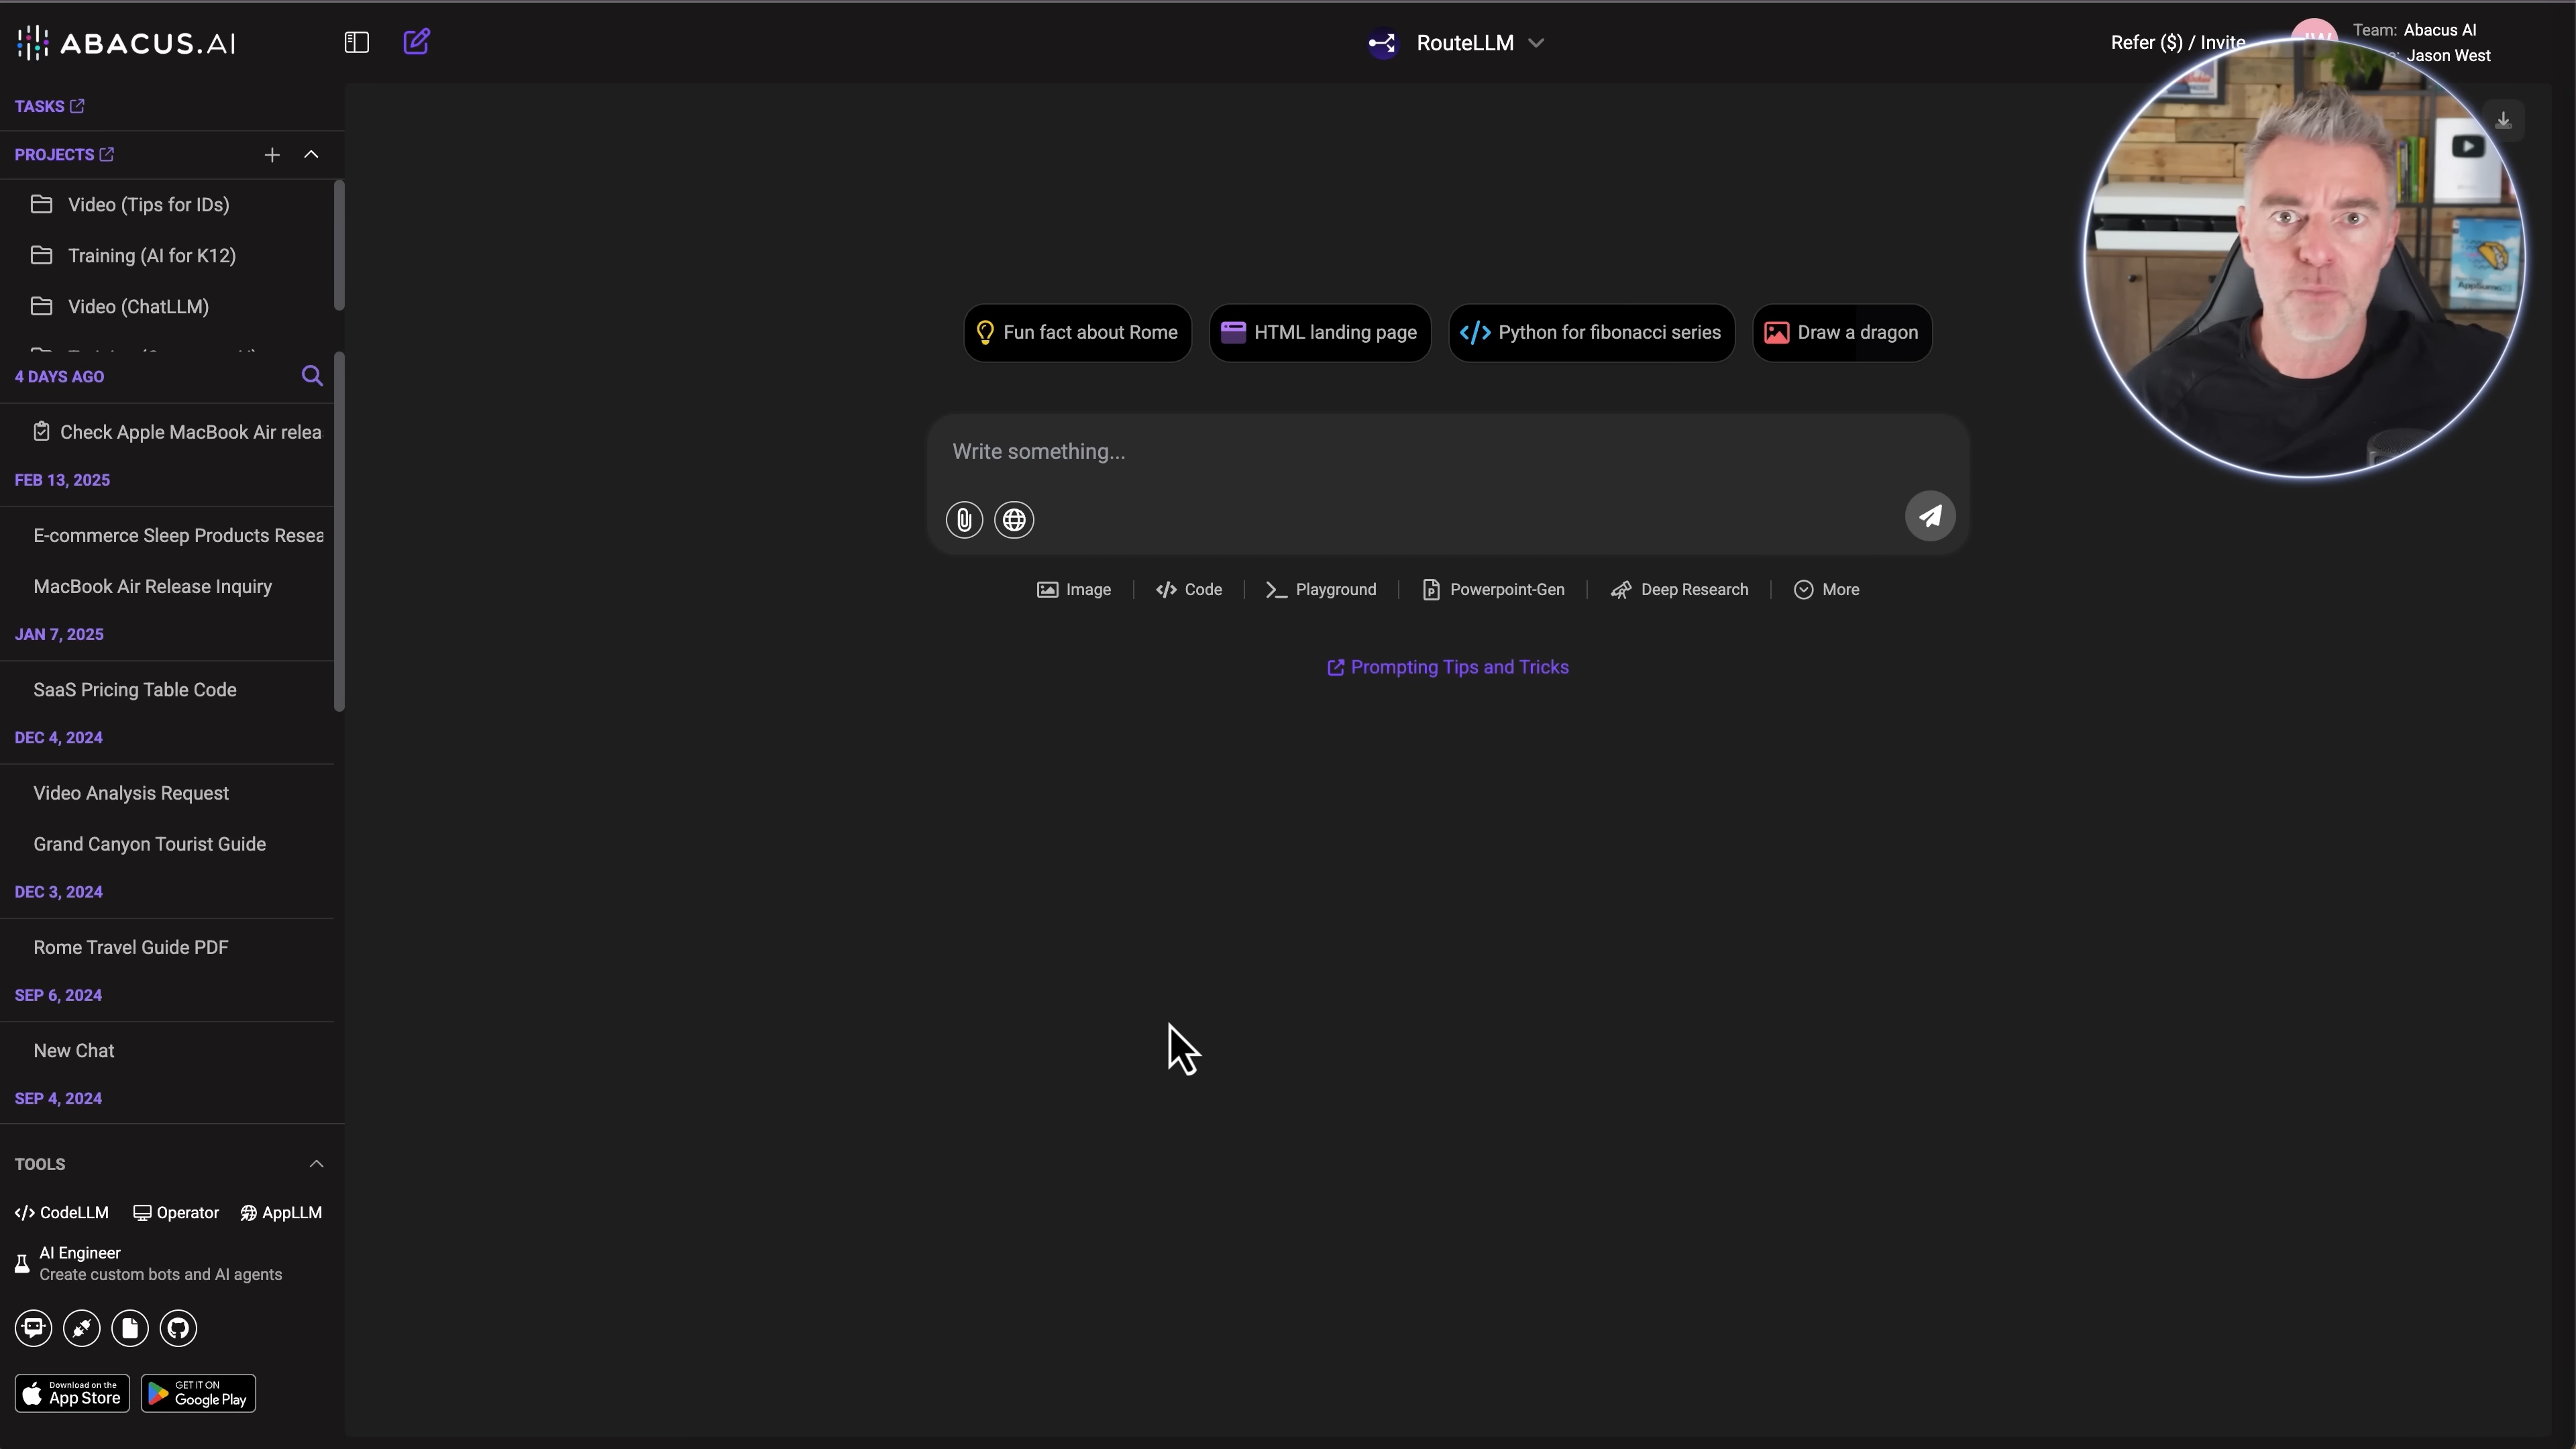 ABACUS.AI
RouteLLM
Refer ($) / Invite
Team: Abacus AI
Jason West
TASKS
PROJECTS
Video (Tips for IDs)
Training (AI for K12)
Video (ChatLLM)
4 DAYS AGO
Check Apple MacBook Air relea
FEB 13, 2025
E-commerce Sleep Products Resea
MacBook Air Release Inquiry
JAN 7, 2025
SaaS Pricing Table Code
DEC 4, 2024
Video Analysis Request
Grand Canyon Tourist Guide
DEC 3, 2024
Rome Travel Guide PDF
SEP 6, 2024
New Chat
SEP 4, 2024
TOOLS
CodeLLM Operator AppLLM
AI Engineer
Create custom bots and AI agents
Download on the
App Store
GET IT ON
Google Play
Fun fact about Rome HTML landing page Python for fibonacci series Draw a dragon
Write something...
Image Code Playground Powerpoint-Gen Deep Research More
Prompting Tips and Tricks